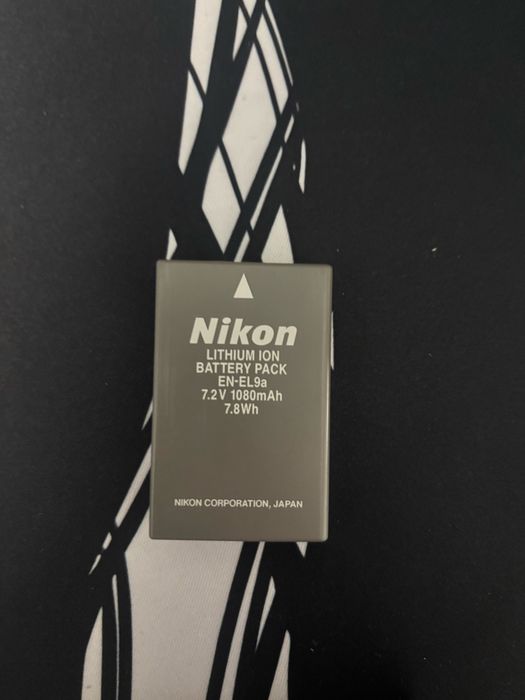 Nikon
LITHIUM ION
BATTERY PACK
EN-EL9a
7.2V 1080mAh
7.8Wh
NIKON CORPORATION, JAPAN